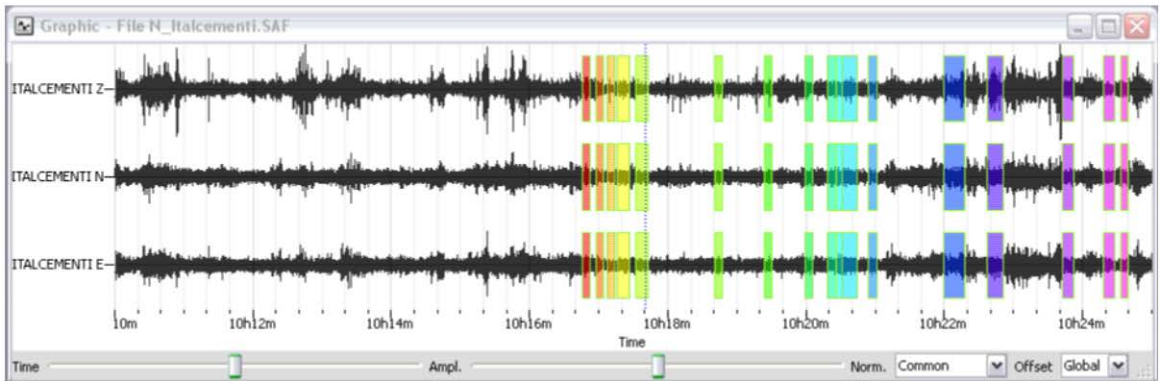 Graphic - File N_Italcementi.SAF
ITALCEMENTI Z
ITALCEMENTI N
ITALCEMENTI E
10m 10h12m 10h14m 10h16m 10h18m 10h20m 10h22m 10h24m
Time
Time Ampl. Norm. Common Offset Global